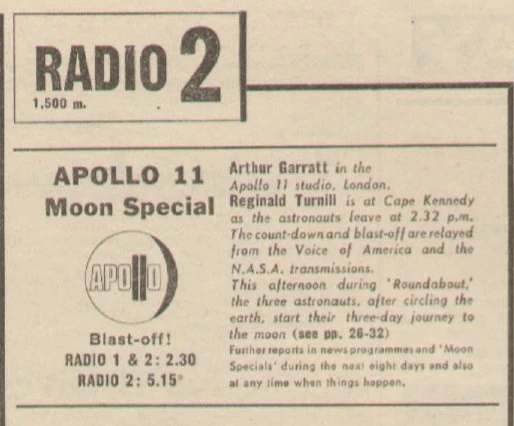 RADIO 2
1,500 m.
APOLLO 11
Moon Special
APOLLO
Blast-off!
RADIO 1 & 2: 2.30
RADIO 2: 5.15*
Arthur Garratt in the
Apollo 11 studio, London.
Reginald Turnill is at Cape Kennedy
as the astronauts leave at 2.32 p.m.
The count-down and blast-off are relayed
from the Voice of America and the
N.A.S.A. transmissions.
This afternoon during 'Roundabout,'
the three astronauts, after circling the
earth, start their three-day journey to
the moon (see pp. 26-32)
Further reports in news programmes and 'Moon
Specials' during the next eight days and also
at any time when things happen.